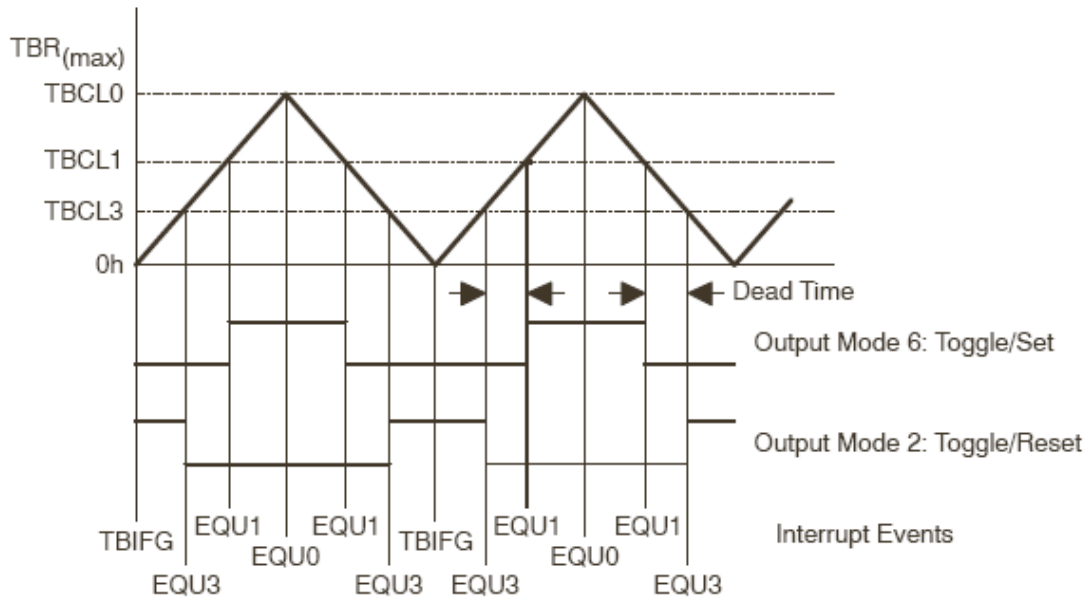 TBR(max)
TBCL0
TBCL1
TBCL3
0h
Dead Time
Output Mode 6: Toggle/Set
Output Mode 2: Toggle/Reset
TBIFG
EQU1
EQU1
TBIFG
EQU1
EQU1
Interrupt Events
EQU0
EQU0
EQU3
EQU3
EQU3
EQU3